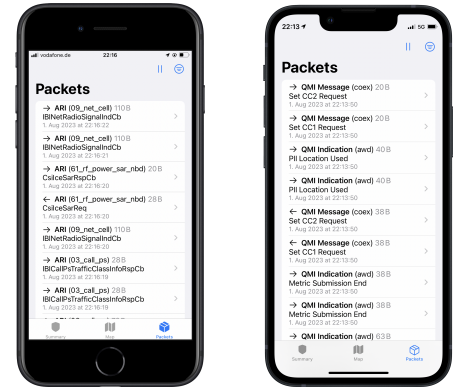 vodafone.de 22:16
Packets
→ ARI (09_net_cell) 110B
IBINetRadioSignalIndCb
1. Aug 2023 at 22:16:22
→ ARI (09_net_cell) 110B
IBINetRadioSignalIndCb
1. Aug 2023 at 22:16:21
→ ARI (61_rf_power_sar_nbd) 20B
CsiIceSarRspCb
1. Aug 2023 at 22:16:20
← ARI (61_rf_power_sar_nbd) 28B
CsiIceSarReq
1. Aug 2023 at 22:16:20
→ ARI (09_net_cell) 110B
IBINetRadioSignalIndCb
1. Aug 2023 at 22:16:20
→ ARI (03_call_ps) 28B
IBICallPsTrafficClassInfoRspCb
1. Aug 2023 at 22:16:19
→ ARI (03_call_ps) 28B
IBICallPsTrafficClassInfoRspCb
1. Aug 2023 at 22:16:19
Summary Map Packets
22:13 5G
Packets
→ QMI Message (coex) 20B
Set CC2 Request
1. Aug 2023 at 22:13:50
→ QMI Message (coex) 20B
Set CC1 Request
1. Aug 2023 at 22:13:50
→ QMI Indication (awd) 40B
PII Location Used
1. Aug 2023 at 22:13:50
→ QMI Indication (awd) 40B
PII Location Used
1. Aug 2023 at 22:13:50
← QMI Message (coex) 38B
Set CC2 Request
1. Aug 2023 at 22:13:50
← QMI Message (coex) 38B
Set CC1 Request
1. Aug 2023 at 22:13:50
→ QMI Indication (awd) 38B
Metric Submission End
1. Aug 2023 at 22:13:50
→ QMI Indication (awd) 38B
Metric Submission End
1. Aug 2023 at 22:13:50
→ QMI Indication (awd) 63B
Summary Map Packets